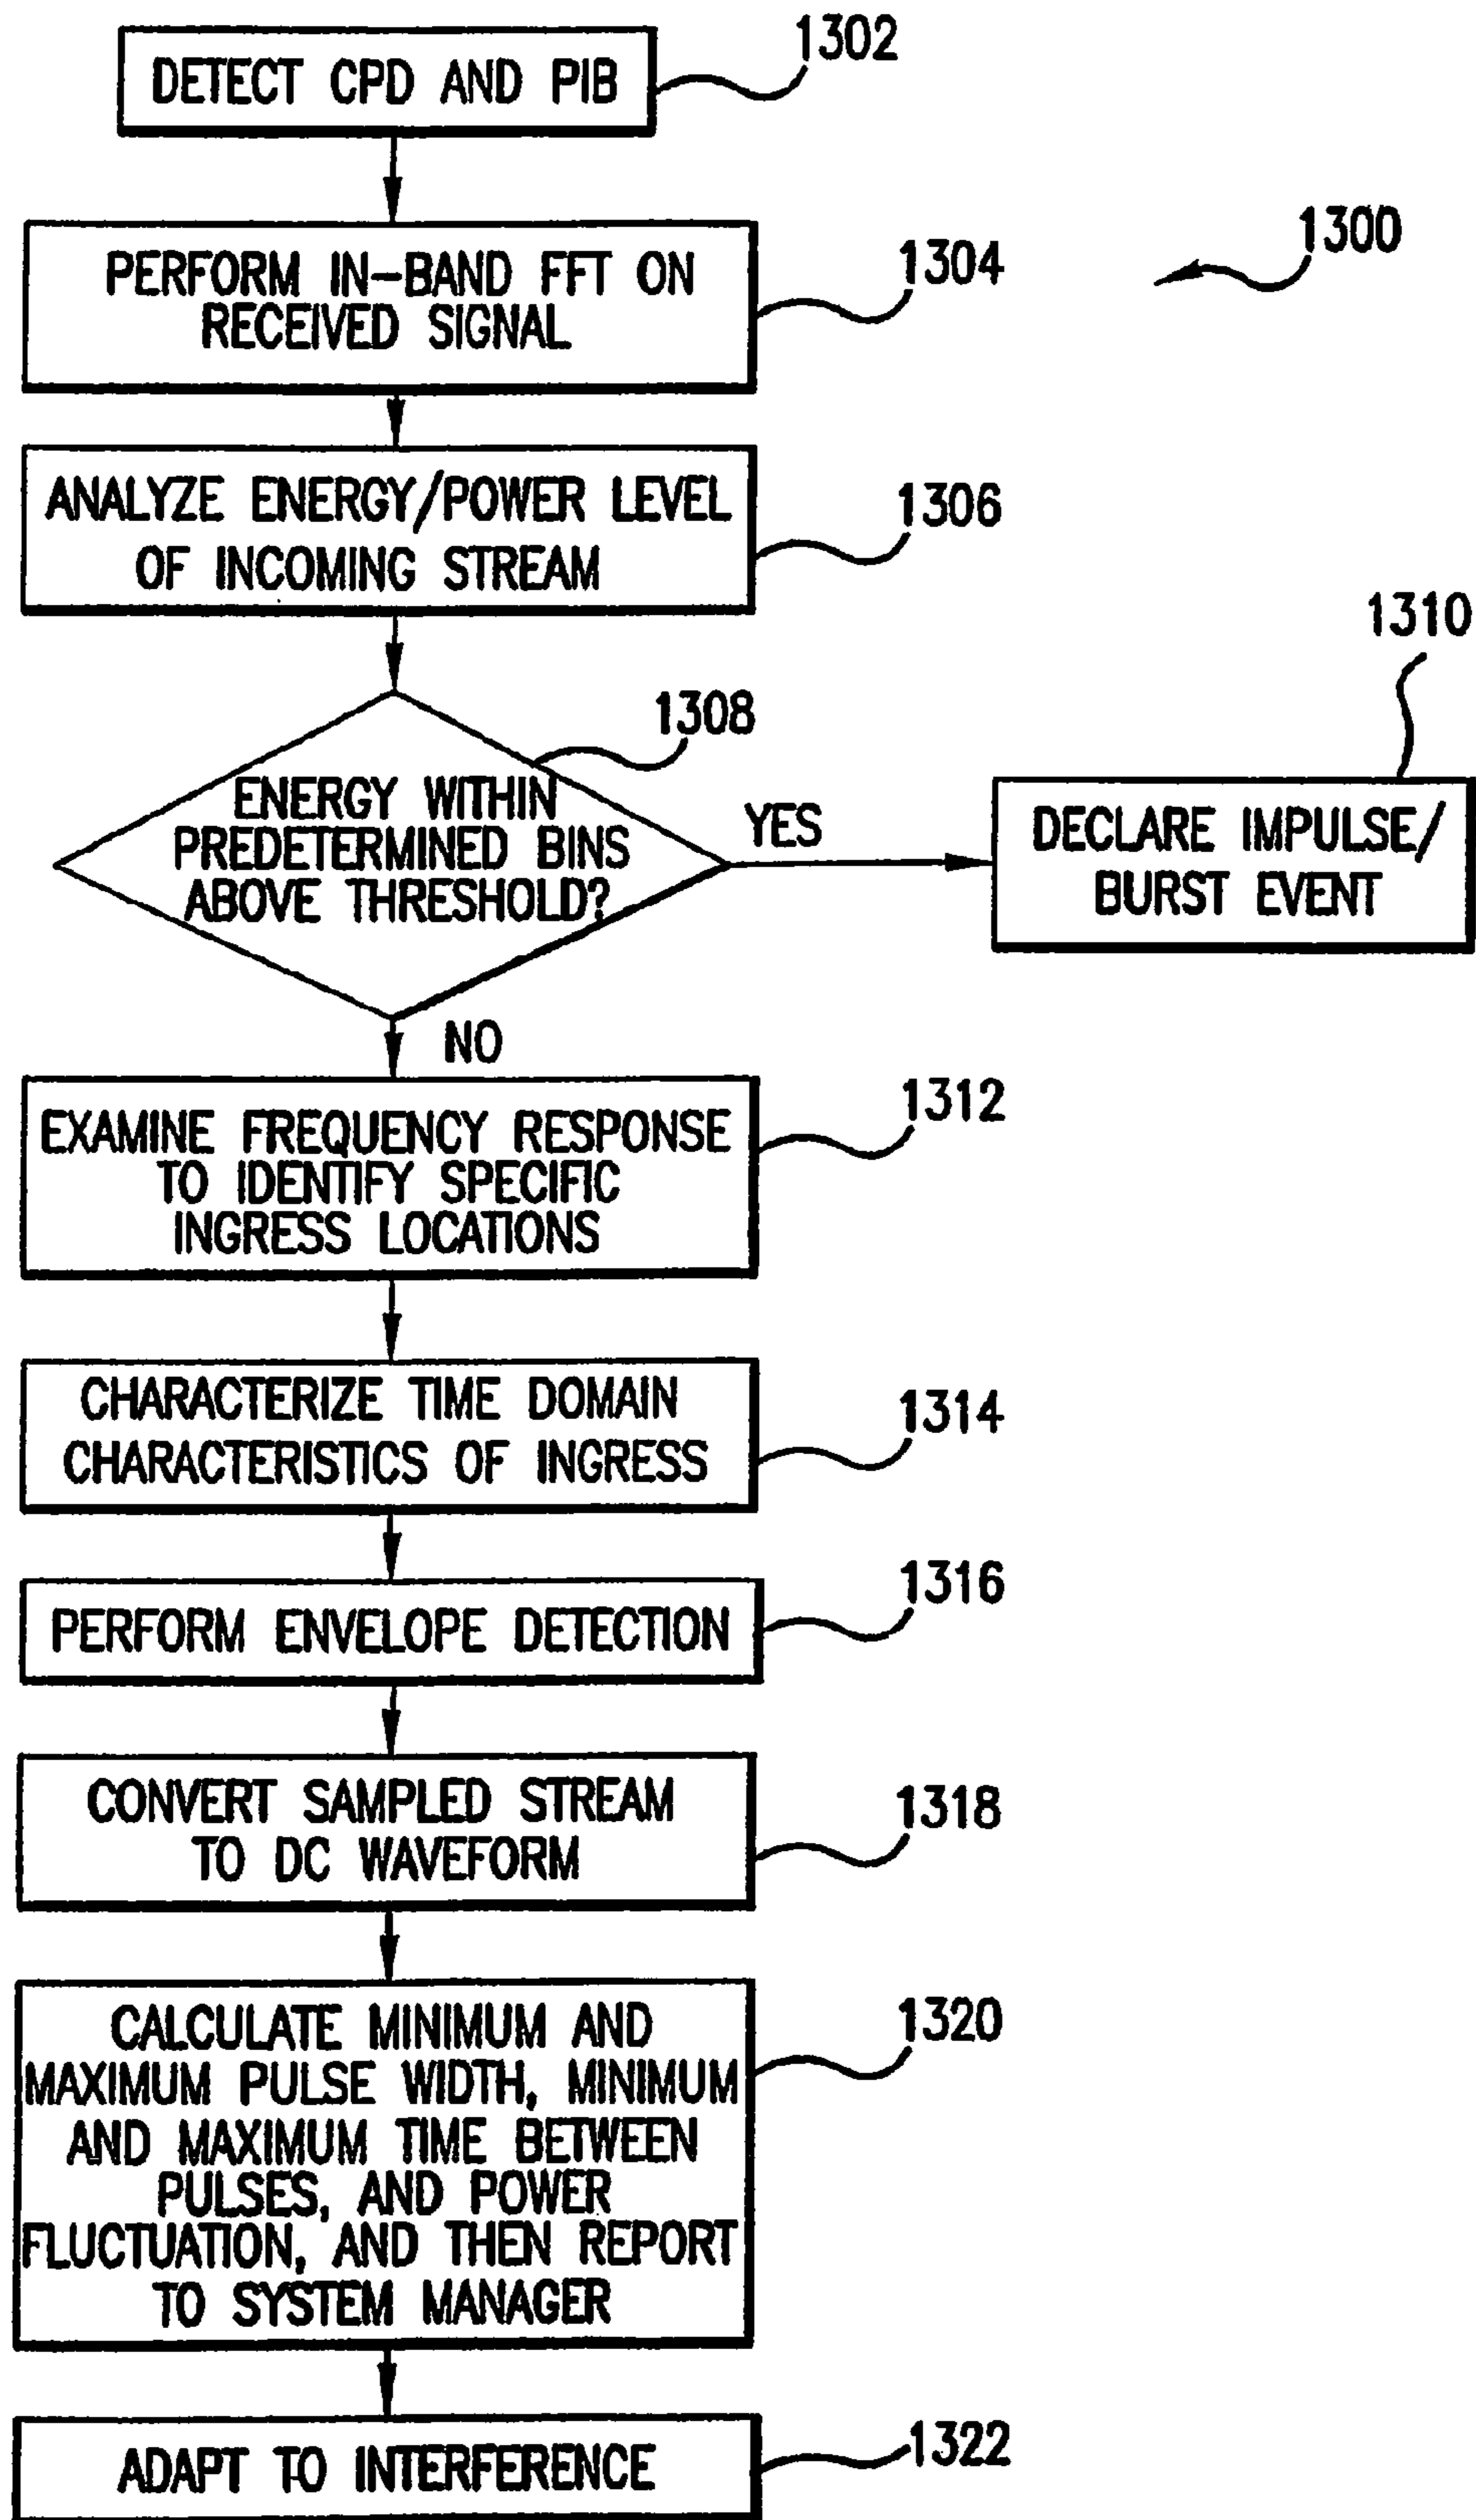 1302
DETECT CPD AND PIB
1300
1304
PERFORM IN-BAND FFT ON
RECEIVED SIGNAL
1306
ANALYZE ENERGY/POWER LEVEL
OF INCOMING STREAM
1310
1308
ENERGY WITHIN
PREDETERMINED BINS
ABOVE THRESHOLD?
YES
DECLARE IMPULSE/
BURST EVENT
NO
1312
EXAMINE FREQUENCY RESPONSE
TO IDENTIFY SPECIFIC
INGRESS LOCATIONS
1314
CHARACTERIZE TIME DOMAIN
CHARACTERISTICS OF INGRESS
1316
PERFORM ENVELOPE DETECTION
1318
CONVERT SAMPLED STREAM
TO DC WAVEFORM
1320
CALCULATE MINIMUM AND
MAXIMUM PULSE WIDTH, MINIMUM
AND MAXIMUM TIME BETWEEN
PULSES, AND POWER
FLUCTUATION, AND THEN REPORT
TO SYSTEM MANAGER
1322
ADAPT TO INTERFERENCE